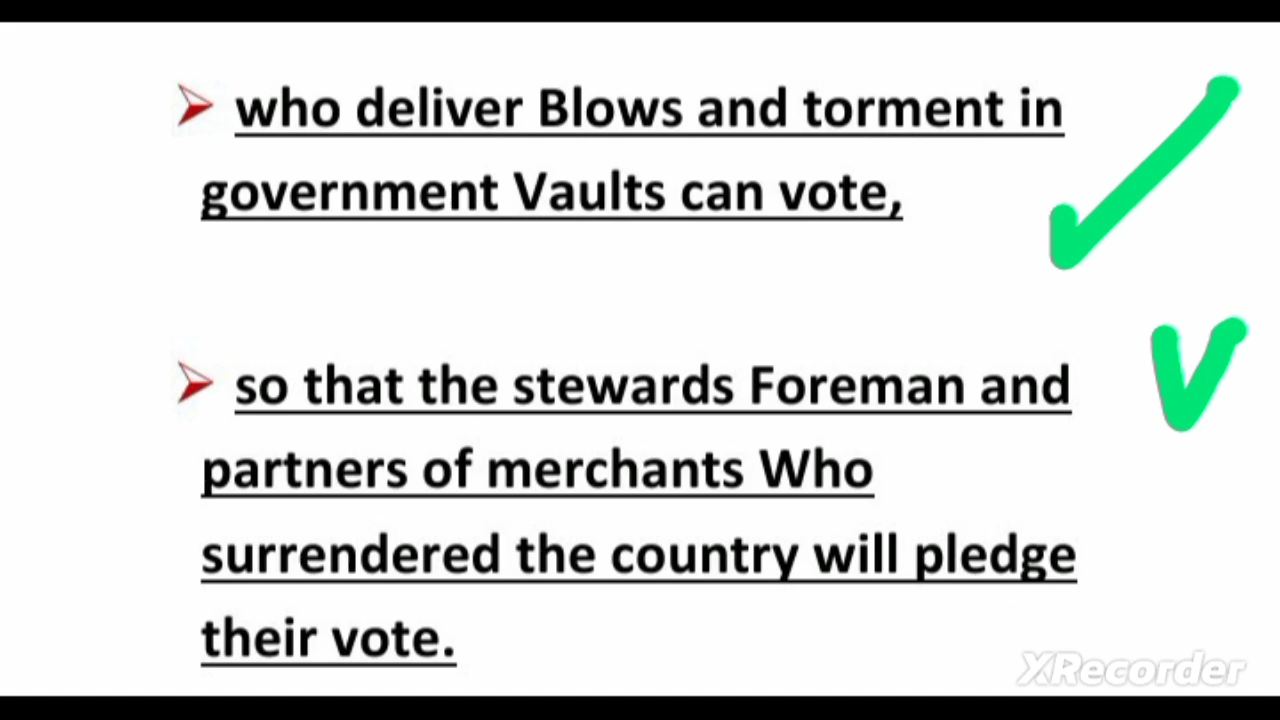 who deliver Blows and torment in
government Vaults can vote,
so that the stewards Foreman and
partners of merchants Who
surrendered the country will pledge
their vote.
XRecorder